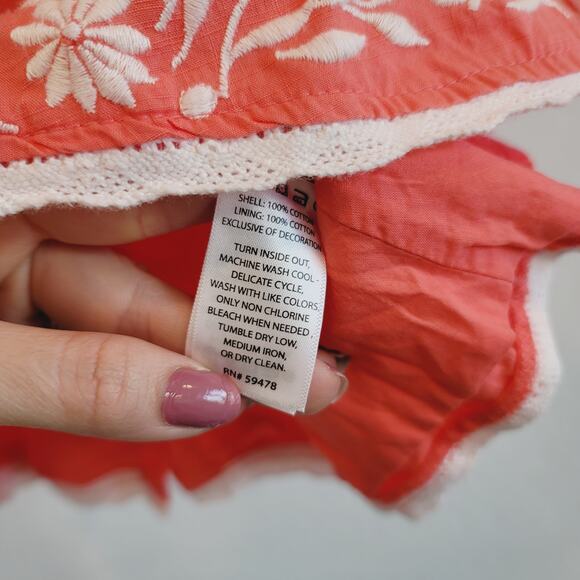 SHELL: 100% COTTON
LINING: 100% COTTON
EXCLUSIVE OF DECORATION
TURN INSIDE OUT,
MACHINE WASH COOL -
DELICATE CYCLE,
WASH WITH LIKE COLORS,
ONLY NON CHLORINE
BLEACH WHEN NEEDED,
TUMBLE DRY LOW,
MEDIUM IRON,
OR DRY CLEAN.
RN# 59478